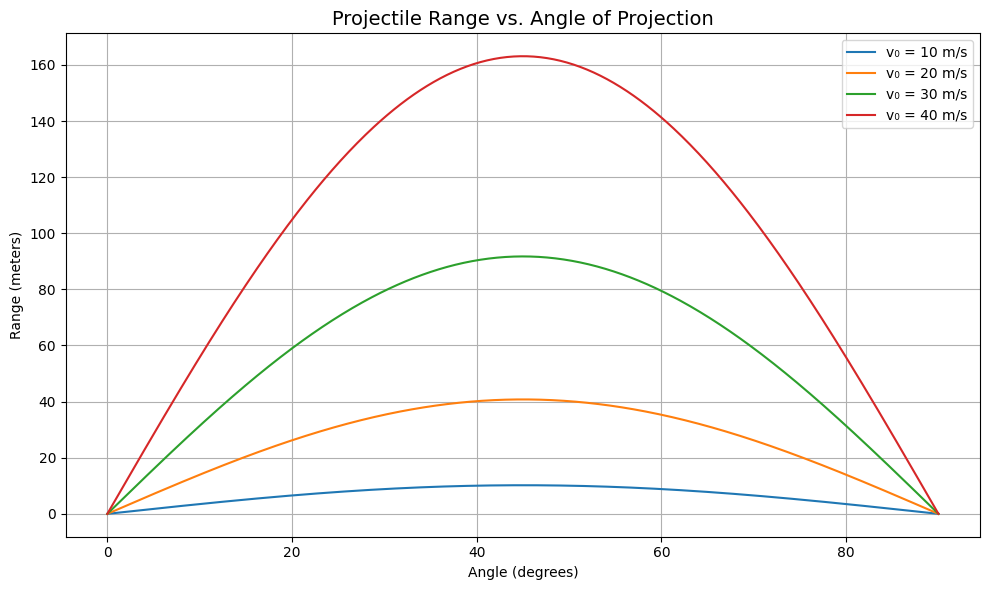 Projectile Range vs. Angle of Projection
v₀ = 10 m/s
v₀ = 20 m/s
v₀ = 30 m/s
v₀ = 40 m/s
Range (meters)
160
140
120
100
80
60
40
20
0
0 20 40 60 80
Angle (degrees)